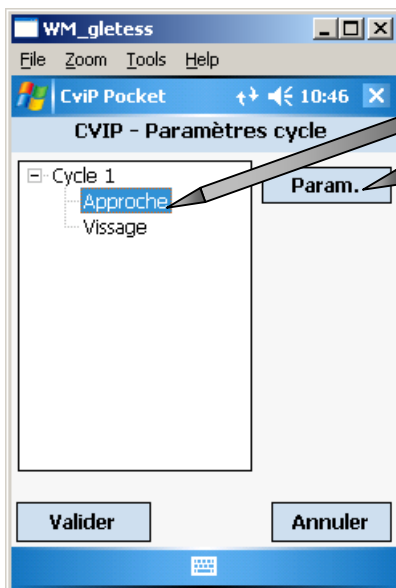 WM_gletess
File Zoom Tools Help
CviP Pocket 10:46
CVIP - Paramètres cycle
Cycle 1
Param.
Approche
Vissage
Valider Annuler